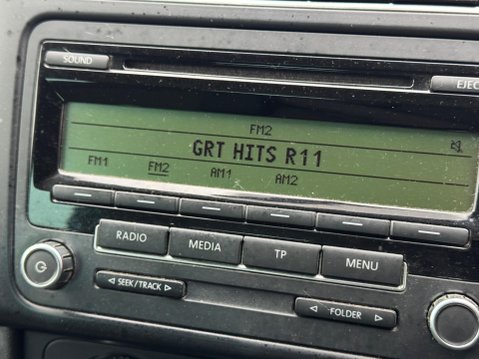 SOUND
EJEC
FM2
GRT HITS R11
FM1 FM2 AM1 AM2
RADIO MEDIA TP MENU
SEEK/TRACK
FOLDER